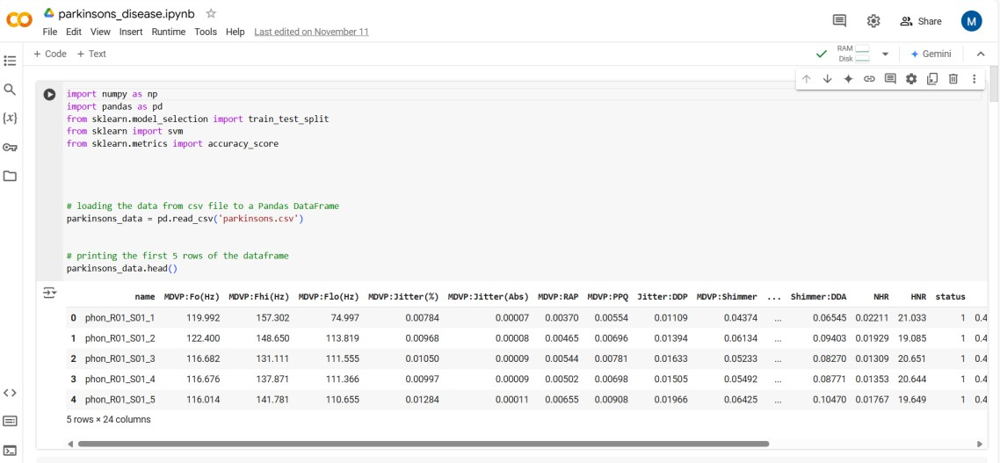 parkinsons_disease.ipynb
File Edit View Insert Runtime Tools Help Last edited on November 11
Share
M
+ Code + Text
RAM
Disk
Gemini
{x}
import numpy as np
import pandas as pd
from sklearn.model_selection import train_test_split
from sklearn import svm
from sklearn.metrics import accuracy_score
# loading the data from csv file to a Pandas DataFrame
parkinsons_data = pd.read_csv('parkinsons.csv')
# printing the first 5 rows of the dataframe
parkinsons_data.head()
name MDVP:Fo(Hz) MDVP:Fhi(Hz) MDVP:Flo(Hz) MDVP:Jitter(%) MDVP:Jitter(Abs) MDVP:RAP MDVP:PPQ Jitter:DDP MDVP:Shimmer ... Shimmer:DDA NHR HNR status
0 phon_R01_S01_1 119.992 157.302 74.997 0.00784 0.00007 0.00370 0.00554 0.01109 0.04374 ... 0.06545 0.02211 21.033 1 0.4
1 phon_R01_S01_2 122.400 148.650 113.819 0.00968 0.00008 0.00465 0.00696 0.01394 0.06134 ... 0.09403 0.01929 19.085 1 0.4
2 phon_R01_S01_3 116.682 131.111 111.555 0.01050 0.00009 0.00544 0.00781 0.01633 0.05233 ... 0.08270 0.01309 20.651 1 0.4
3 phon_R01_S01_4 116.676 137.871 111.366 0.00997 0.00009 0.00502 0.00698 0.01505 0.05492 ... 0.08771 0.01353 20.644 1 0.4
4 phon_R01_S01_5 116.014 141.781 110.655 0.01284 0.00011 0.00655 0.00908 0.01966 0.06425 ... 0.10470 0.01767 19.649 1 0.4
5 rows × 24 columns